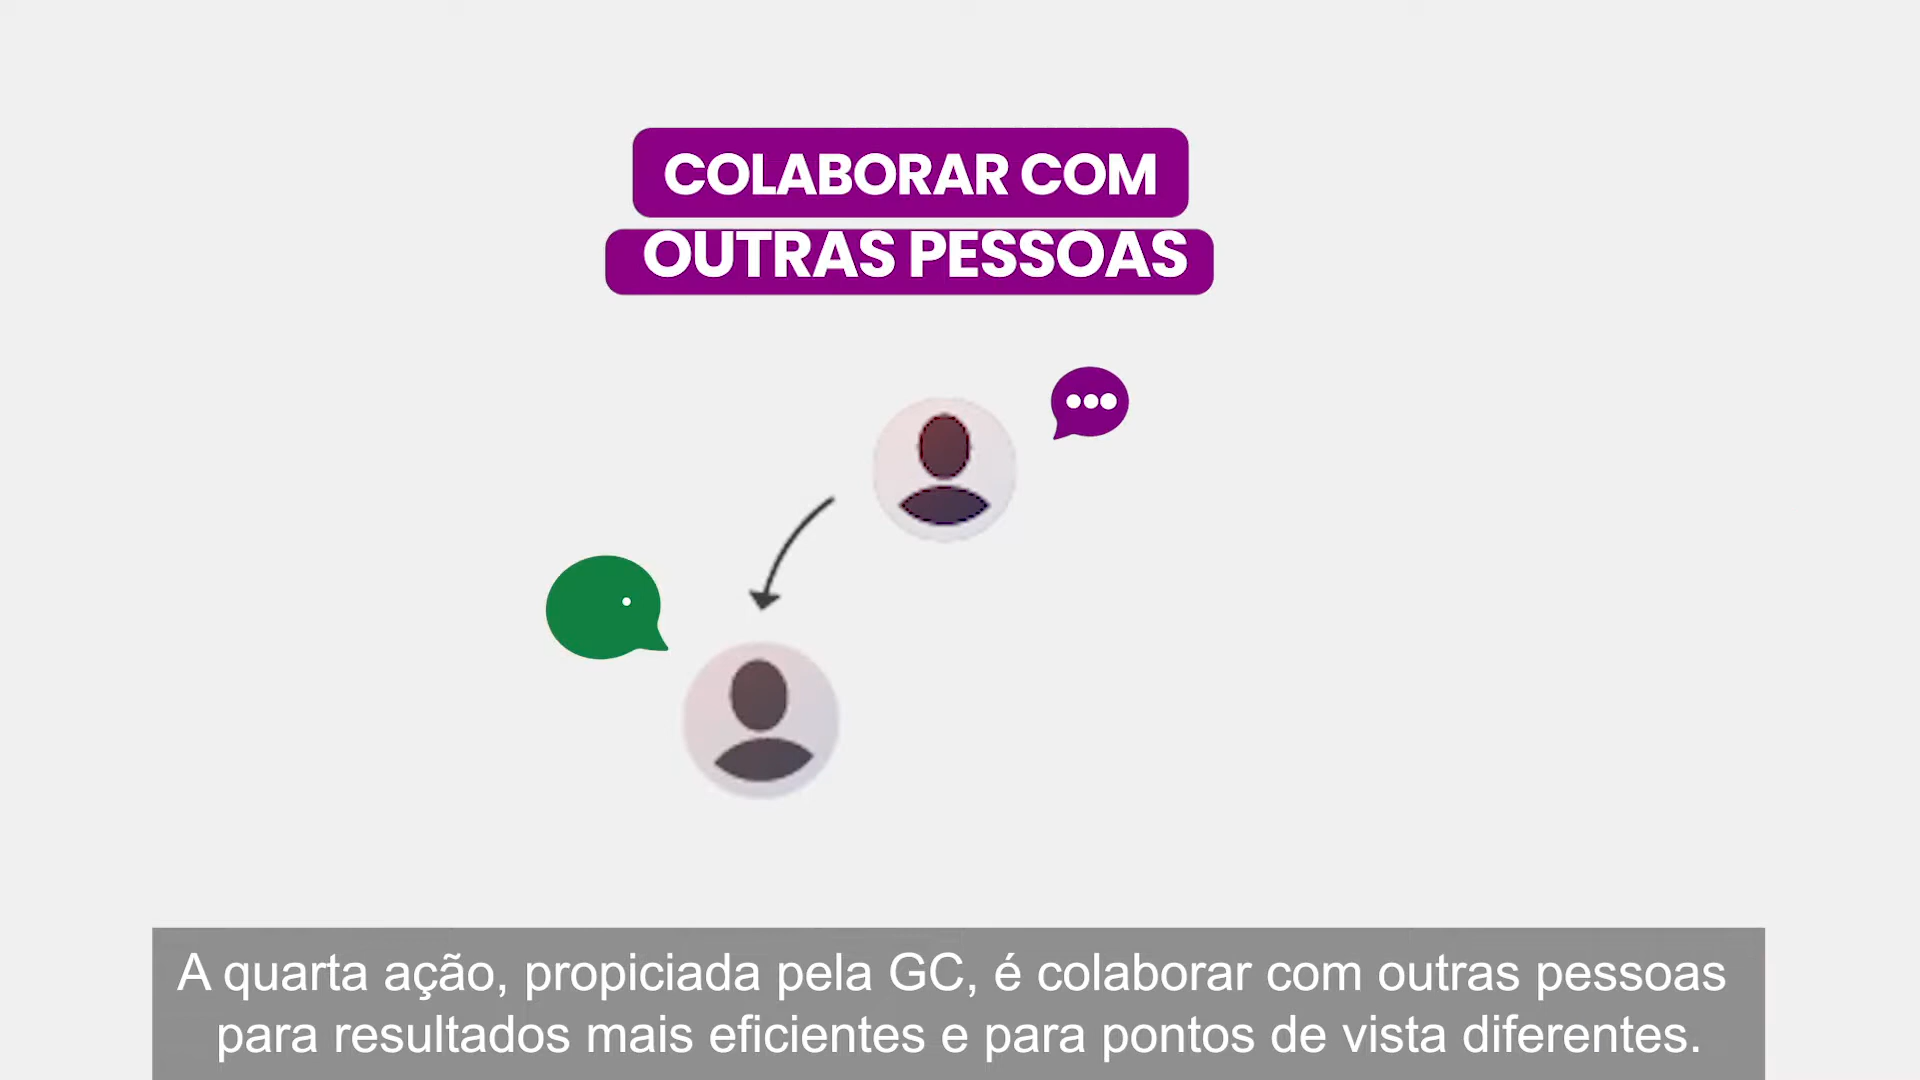 COLABORAR COM
OUTRAS PESSOAS
A quarta ação, propiciada pela GC, é colaborar com outras pessoas
para resultados mais eficientes e para pontos de vista diferentes.